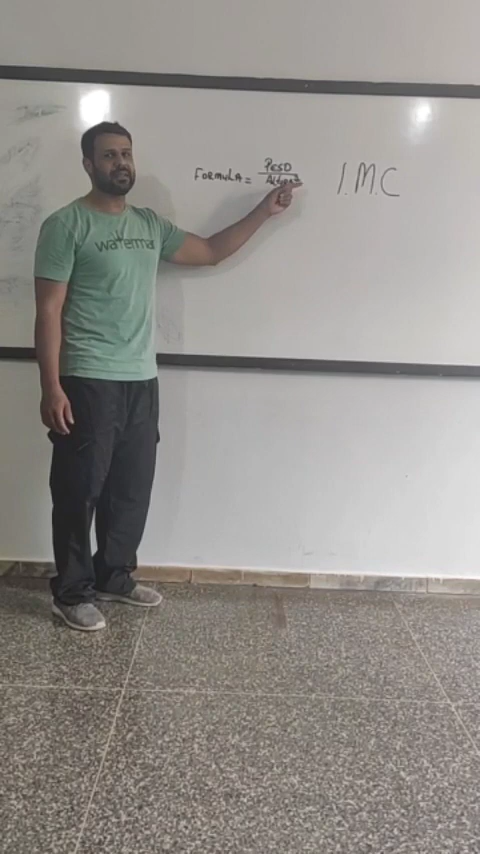 FORMULA = PESO
Altura²
I.M.C
waterman